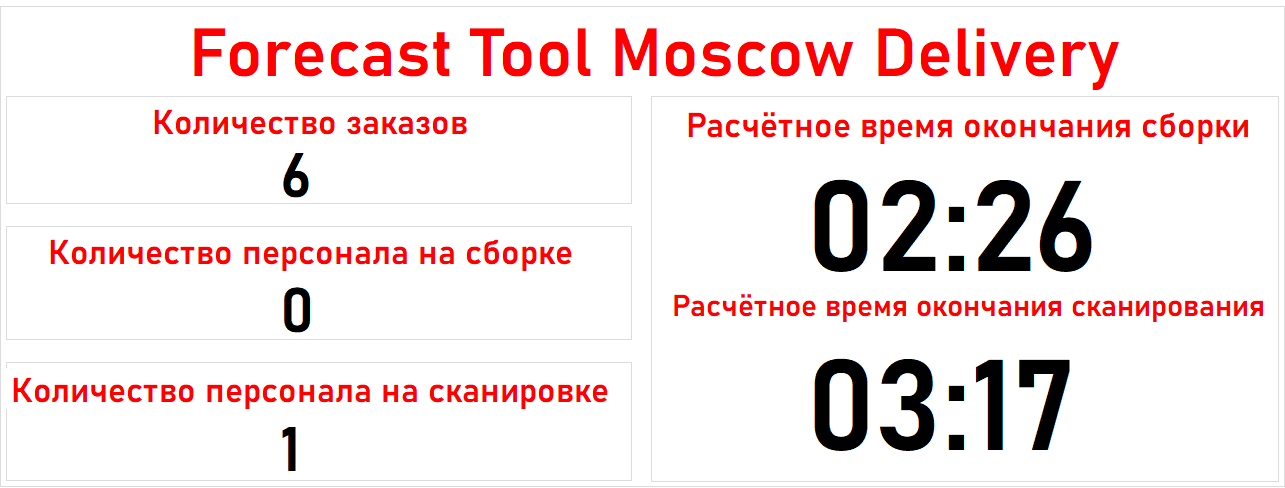 Forecast Tool Moscow Delivery
Количество заказов
6
Количество персонала на сборке
0
Количество персонала на сканировке
1
Расчётное время окончания сборки
02:26
Расчётное время окончания сканирования
03:17